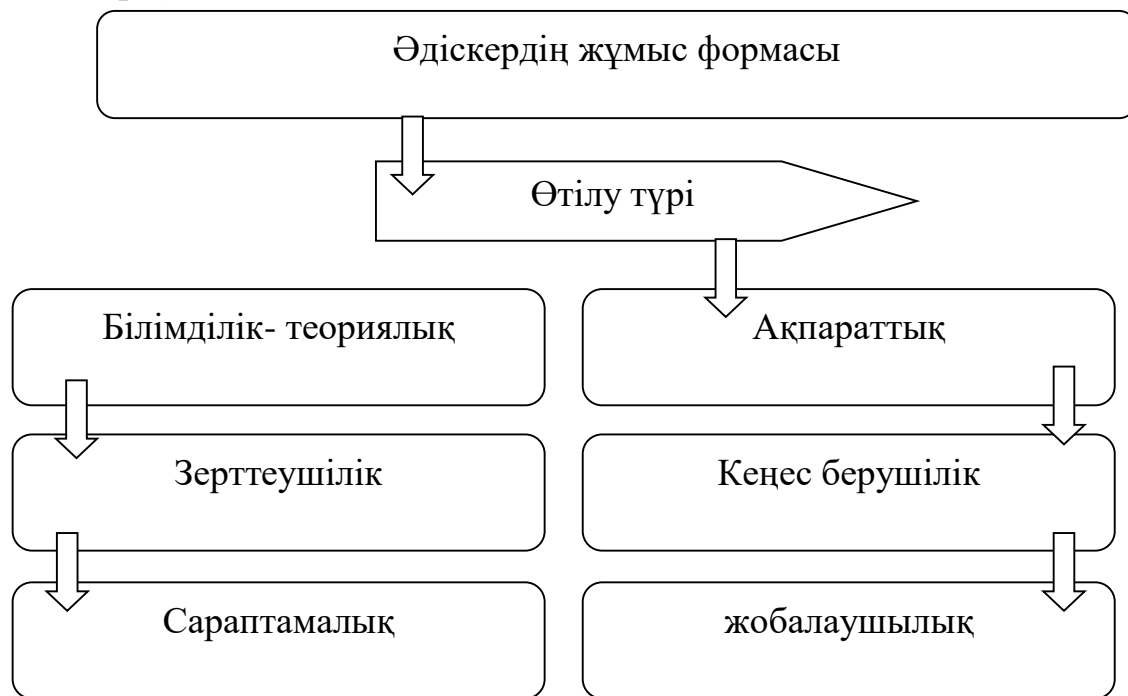 Әдіскердің жұмыс формасы
Өтілу түрі
Білімділік- теориялық
Ақпараттық
Зерттеушілік
Кеңес берушілік
Сараптамалық
жобалаушылық